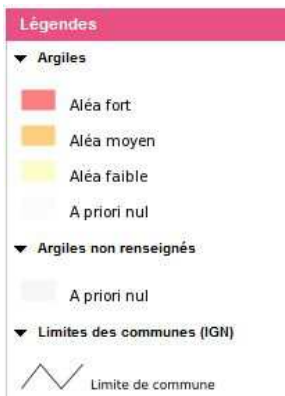 Légendes
Argiles
Aléa fort
Aléa moyen
Aléa faible
A priori nul
Argiles non renseignés
A priori nul
Limites des communes (IGN)
Limite de commune